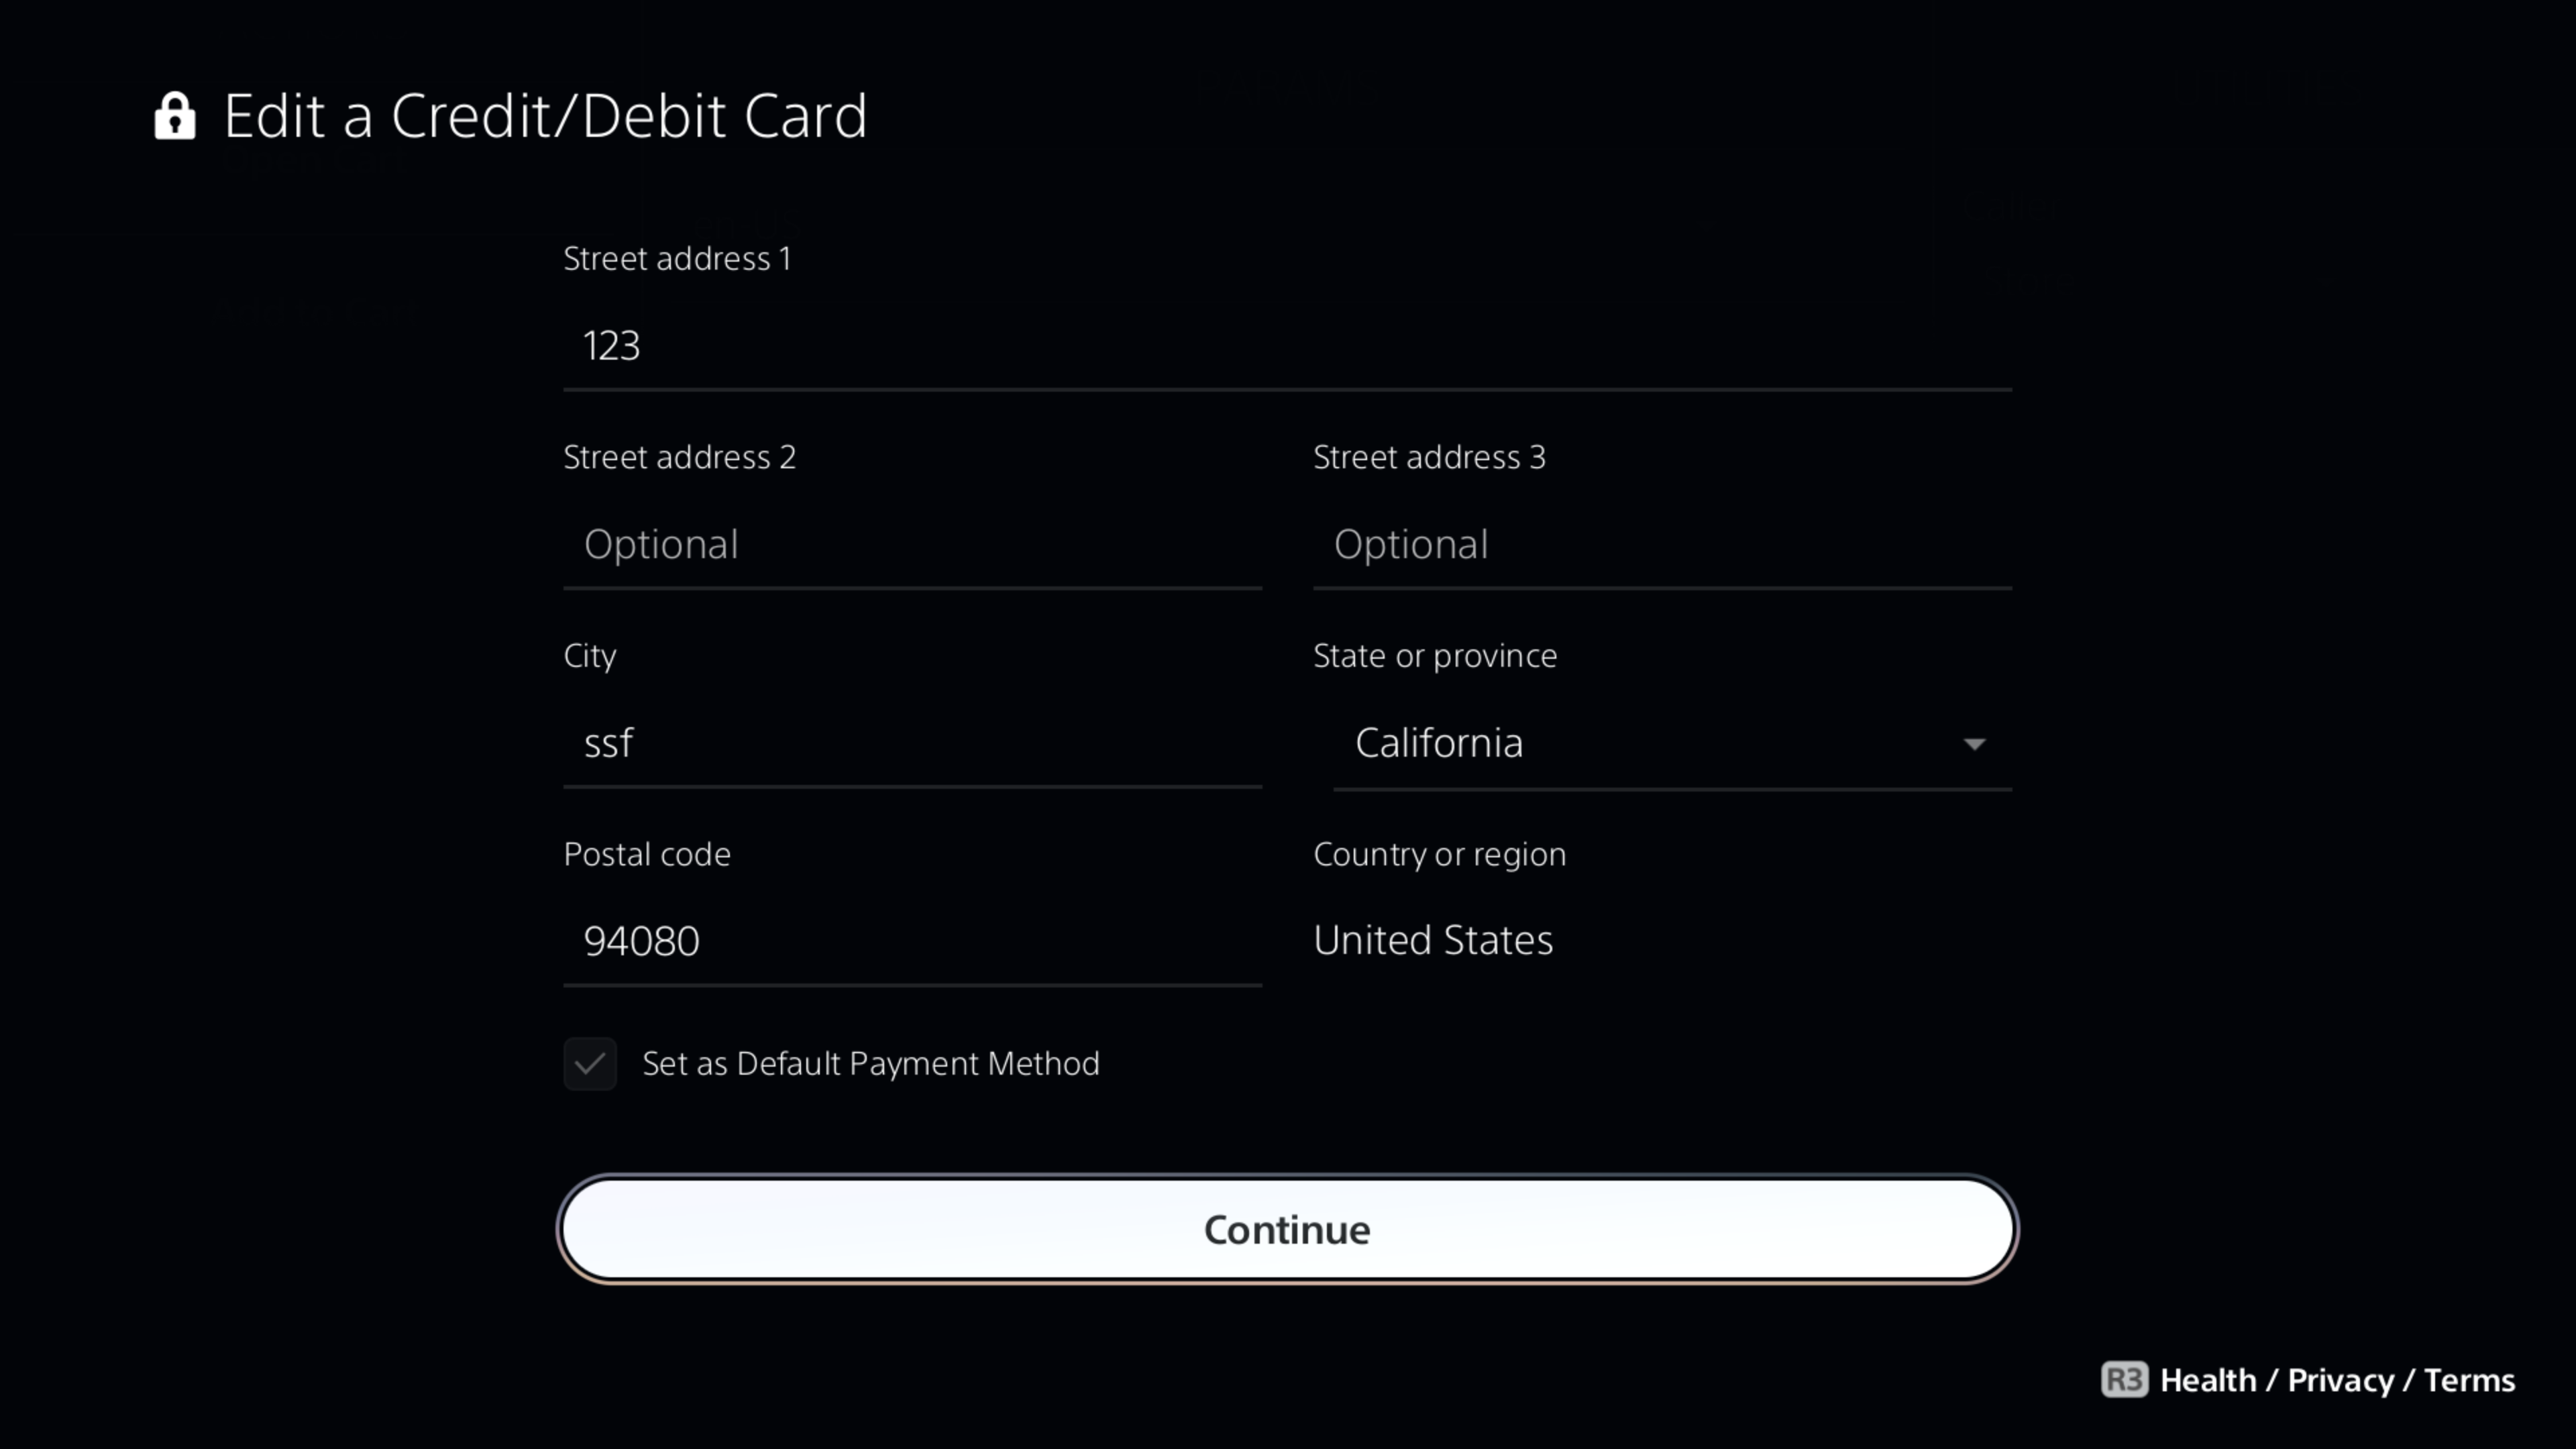 Edit a Credit/Debit Card
Street address 1
123
Street address 2
Street address 3
Optional
Optional
City
State or province
ssf
California
Postal code
Country or region
94080
United States
Set as Default Payment Method
Continue
R3 Health / Privacy / Terms